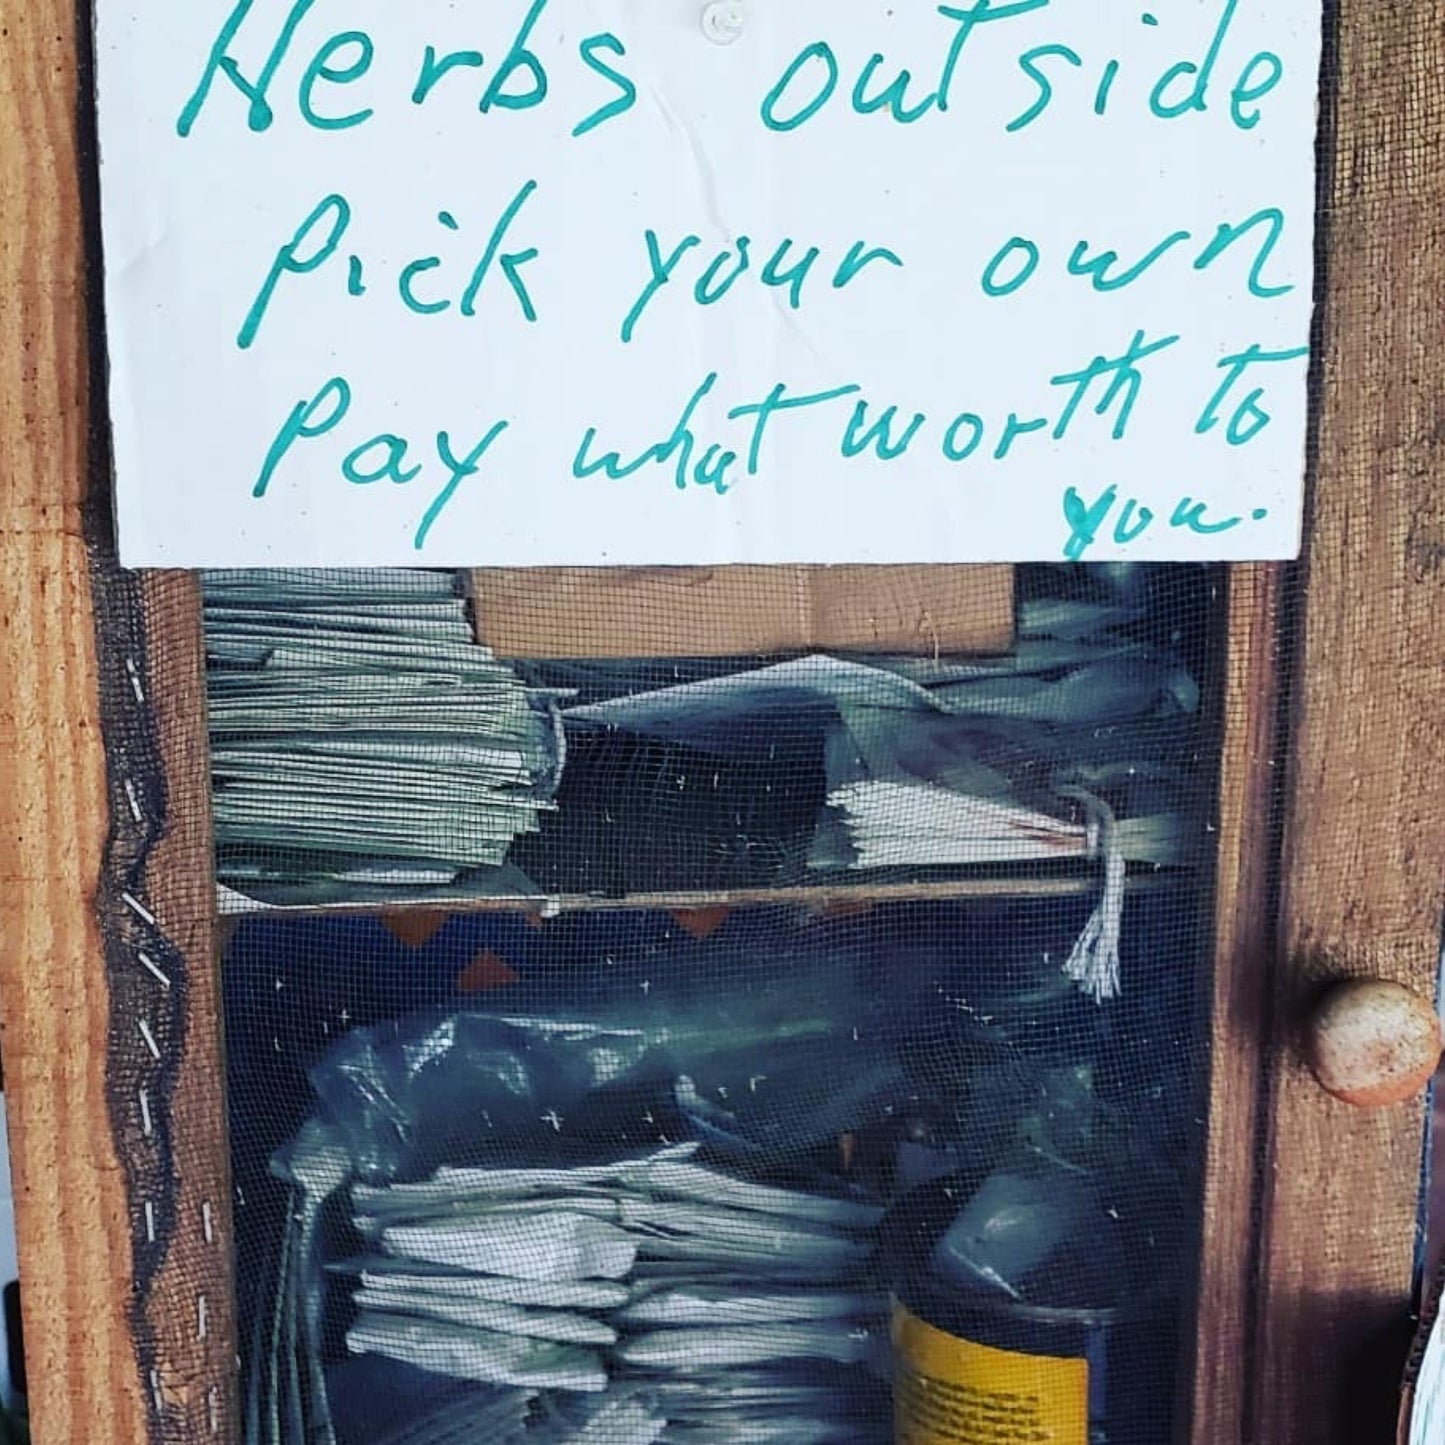 Herbs outside
Pick your own
Pay what worth to
you.